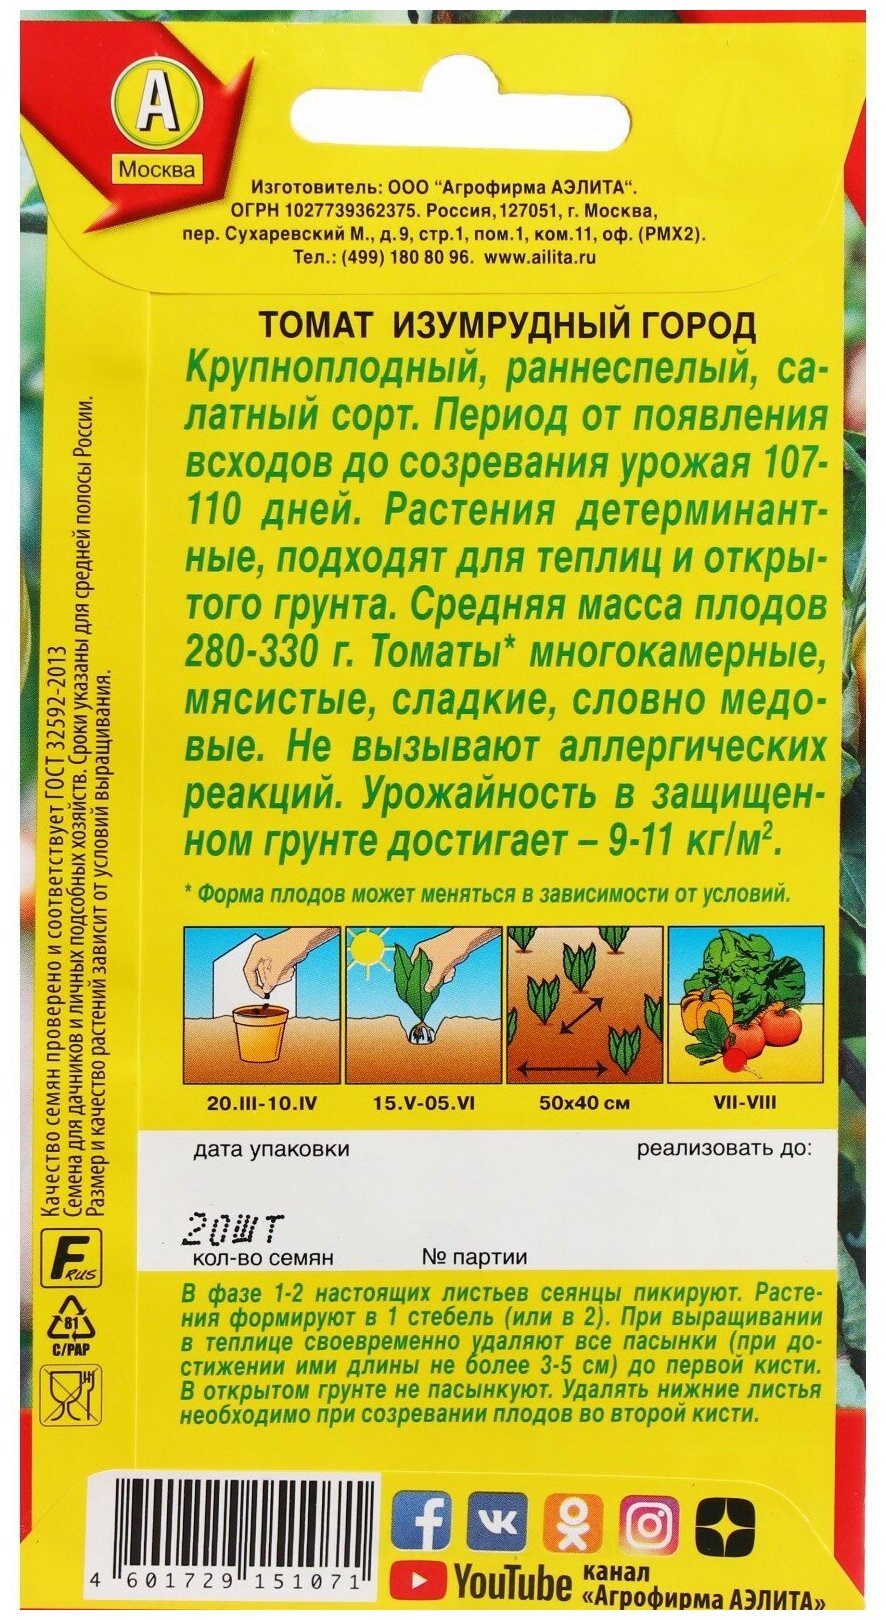 А
Москва
Изготовитель: ООО “Агрофирма АЭЛИТА“.
ОГРН 1027739362375. Россия,127051, г. Москва,
пер. Сухаревский М., д.9, стр.1, пом.1, ком.11, оф. (РМХ2).
Тел.: (499) 180 80 96. www.ailita.ru
ТОМАТ ИЗУМРУДНЫЙ ГОРОД
Крупноплодный, раннеспелый, са-
латный сорт. Период от появления
всходов до созревания урожая 107-
110 дней. Растения детерминант-
ные, подходят для теплиц и откры-
того грунта. Средняя масса плодов
280-330 г. Томаты* многокамерные,
мясистые, сладкие, словно медо-
вые. Не вызывают аллергических
реакций. Урожайность в защищен-
ном грунте достигает – 9-11 кг/м².
* Форма плодов может меняться в зависимости от условий.
20.III-10.IV
15.V-05.VI
50х40 см
VII-VIII
дата упаковки
реализовать до:
20шт
кол-во семян
№ партии
В фазе 1-2 настоящих листьев сеянцы пикируют. Расте-
ния формируют в 1 стебель (или в 2). При выращивании
в теплице своевременно удаляют все пасынки (при до-
стижении ими длины не более 3-5 см) до первой кисти.
В открытом грунте не пасынкуют. Удалять нижние листья
необходимо при созревании плодов во второй кисти.
Качество семян проверено и соответствует ГОСТ 32592-2013
Семена для дачников и личных подсобных хозяйств. Сроки указаны для средней полосы России.
Размер и качество растений зависит от условий выращивания.
F RUS
81
C/PAP
4 601729 151071
YouTube канал
«Агрофирма АЭЛИТА»